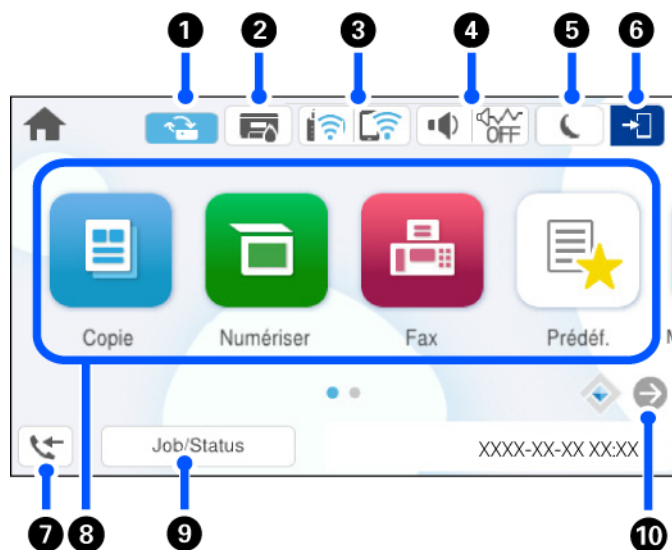 1 2 3 4 5 6
OFF
Copie Numériser Fax Prédéf.
Job/Status XXXX-XX-XX XX:XX
7 8 9 10